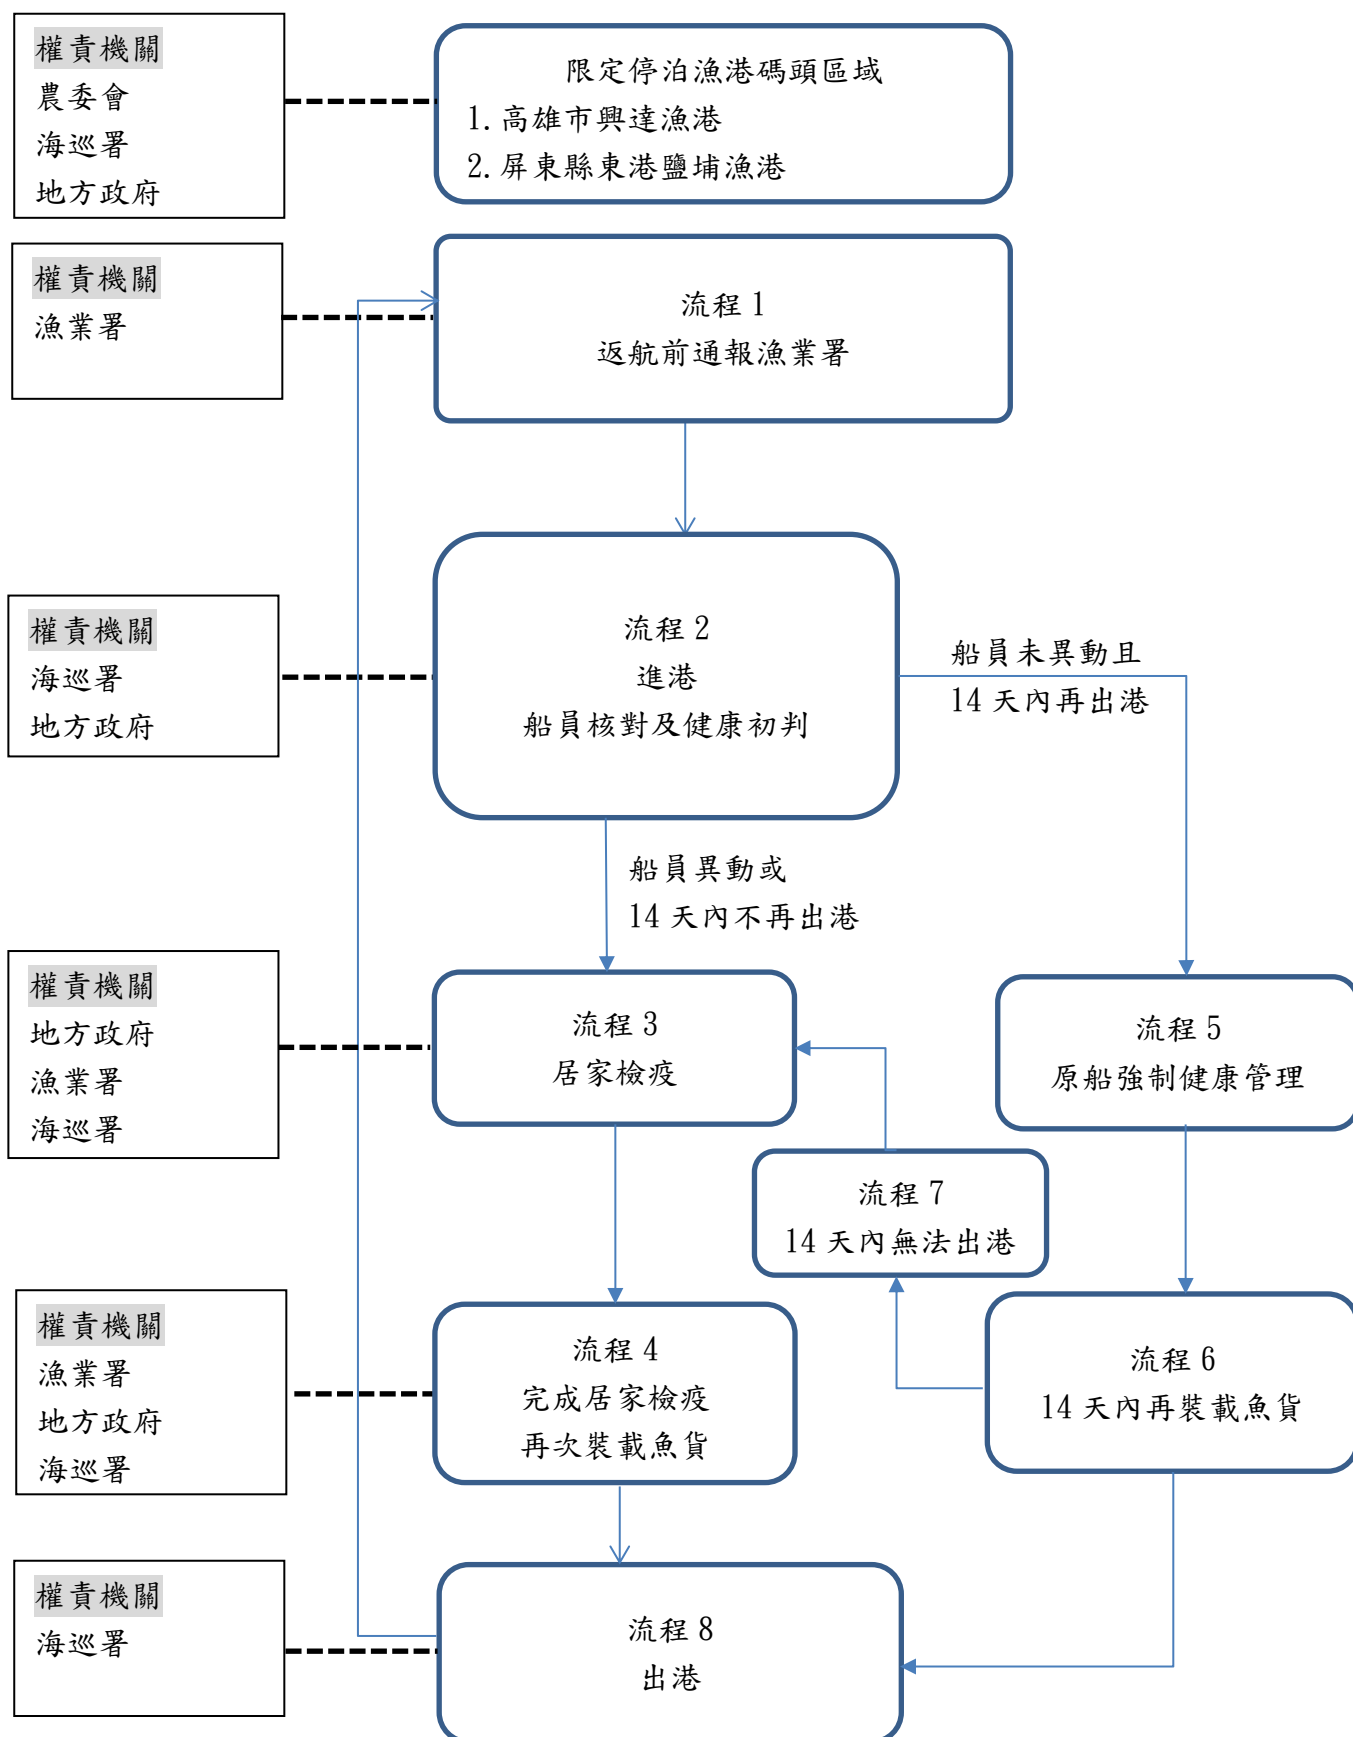 權責機關
農委會
海巡署
地方政府
限定停泊漁港碼頭區域
1.高雄市興達漁港
2.屏東縣東港鹽埔漁港
權責機關
漁業署
流程 1
返航前通報漁業署
權責機關
海巡署
地方政府
流程 2
進港
船員核對及健康初判
船員未異動且
14 天內再出港
船員異動或
14 天內不再出港
權責機關
地方政府
漁業署
海巡署
流程 3
居家檢疫
流程 5
原船強制健康管理
流程 7
14 天內無法出港
權責機關
漁業署
地方政府
海巡署
流程 4
完成居家檢疫
再次裝載魚貨
流程 6
14 天內再裝載魚貨
權責機關
海巡署
流程 8
出港